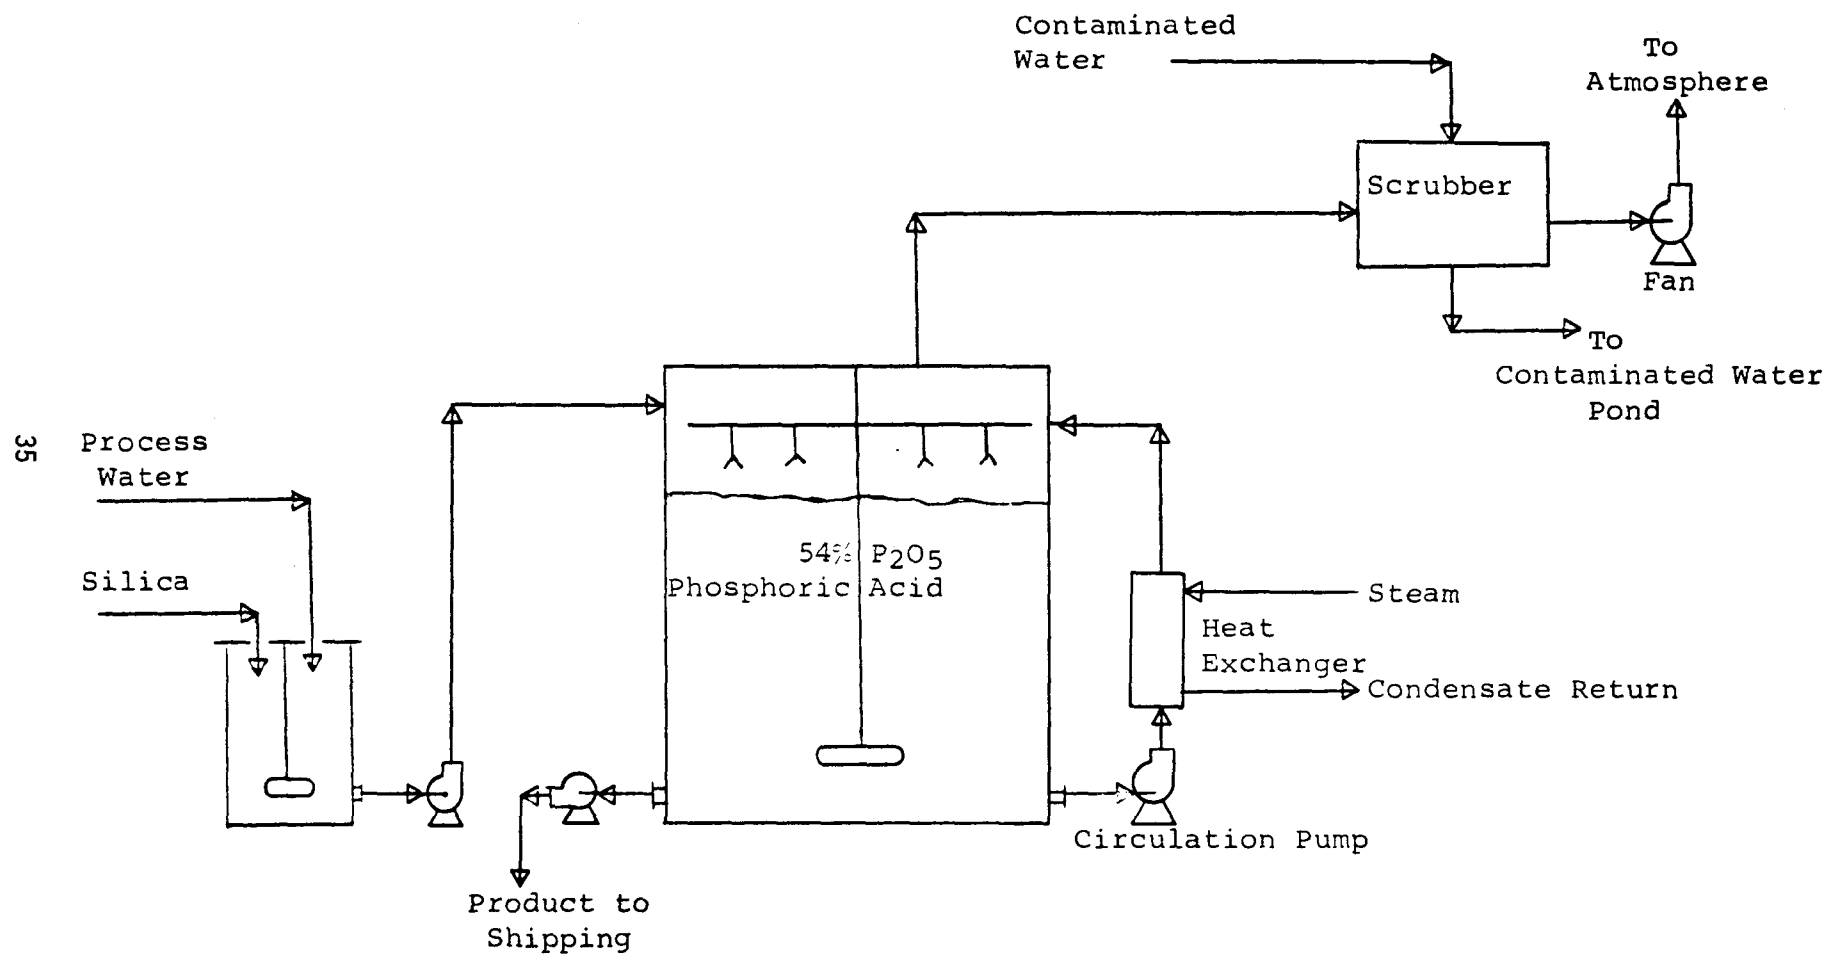 Contaminated
Water
To
Atmosphere
Scrubber
Fan
To
Contaminated Water
Pond
35
Process
Water
Silica
54% P2O5
Phosphoric Acid
Steam
Heat
Exchanger
Condensate Return
Circulation Pump
Product to
Shipping